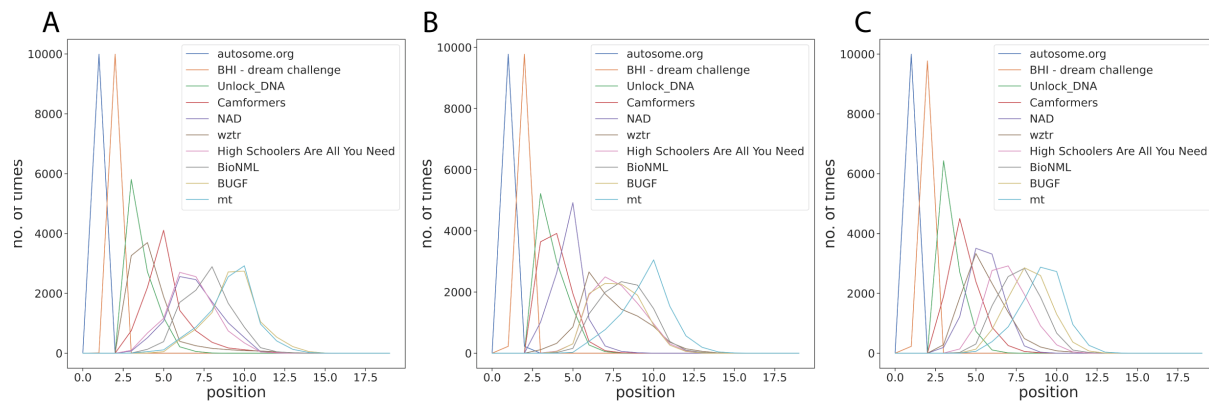 A
no. of times
10000
8000
6000
4000
2000
0
autosome.org
BHI - dream challenge
Unlock_DNA
Camformers
NAD
wztr
High Schoolers Are All You Need
BioNML
BUGF
mt
0.0 2.5 5.0 7.5 10.0 12.5 15.0 17.5
position
B
no. of times
10000
8000
6000
4000
2000
0
autosome.org
BHI - dream challenge
Unlock_DNA
Camformers
NAD
wztr
High Schoolers Are All You Need
BioNML
BUGF
mt
0.0 2.5 5.0 7.5 10.0 12.5 15.0 17.5
position
C
no. of times
10000
8000
6000
4000
2000
0
autosome.org
BHI - dream challenge
Unlock_DNA
Camformers
NAD
wztr
High Schoolers Are All You Need
BioNML
BUGF
mt
0.0 2.5 5.0 7.5 10.0 12.5 15.0 17.5
position